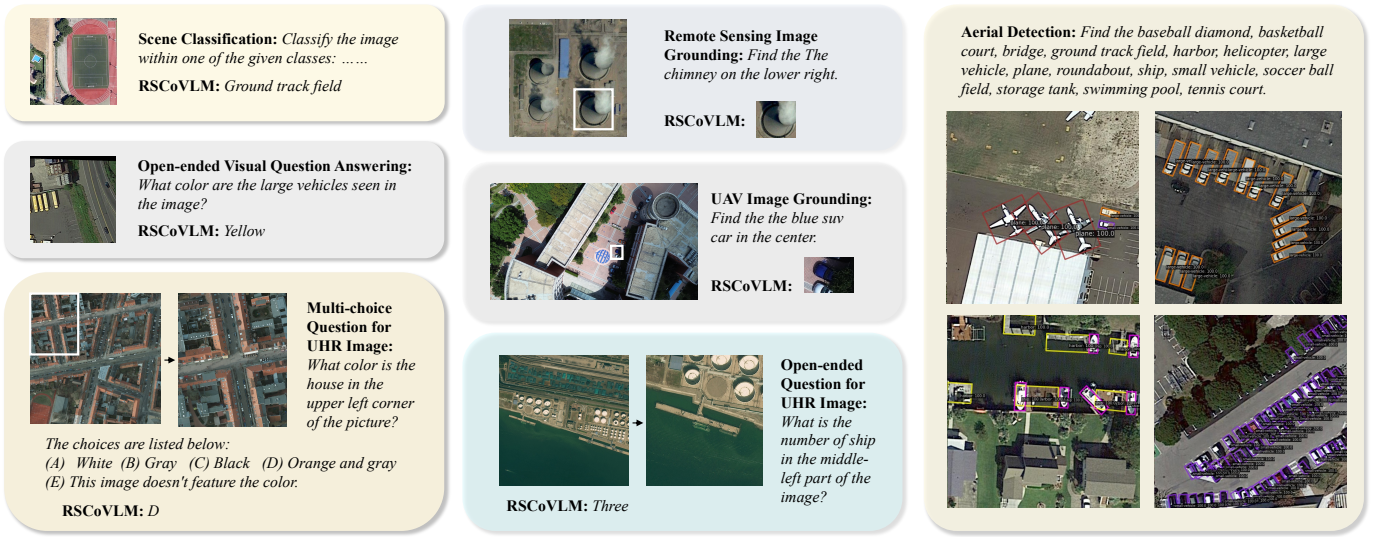 Scene Classification: Classify the image
within one of the given classes: ……
RSCoVLM: Ground track field
Open-ended Visual Question Answering:
What color are the large vehicles seen in
the image?
RSCoVLM: Yellow
Multi-choice
Question for
UHR Image:
What color is the
house in the
upper left corner
of the picture?
The choices are listed below:
(A) White (B) Gray (C) Black (D) Orange and gray
(E) This image doesn't feature the color.
RSCoVLM: D
Remote Sensing Image
Grounding: Find the The
chimney on the lower right.
RSCoVLM:
UAV Image Grounding:
Find the the blue suv
car in the center.
RSCoVLM:
Open-ended
Question for
UHR Image:
What is the
number of ship
in the middle-
left part of the
image?
RSCoVLM: Three
Aerial Detection: Find the baseball diamond, basketball
court, bridge, ground track field, harbor, helicopter, large
vehicle, plane, roundabout, ship, small vehicle, soccer ball
field, storage tank, swimming pool, tennis court.
plane: 100.0